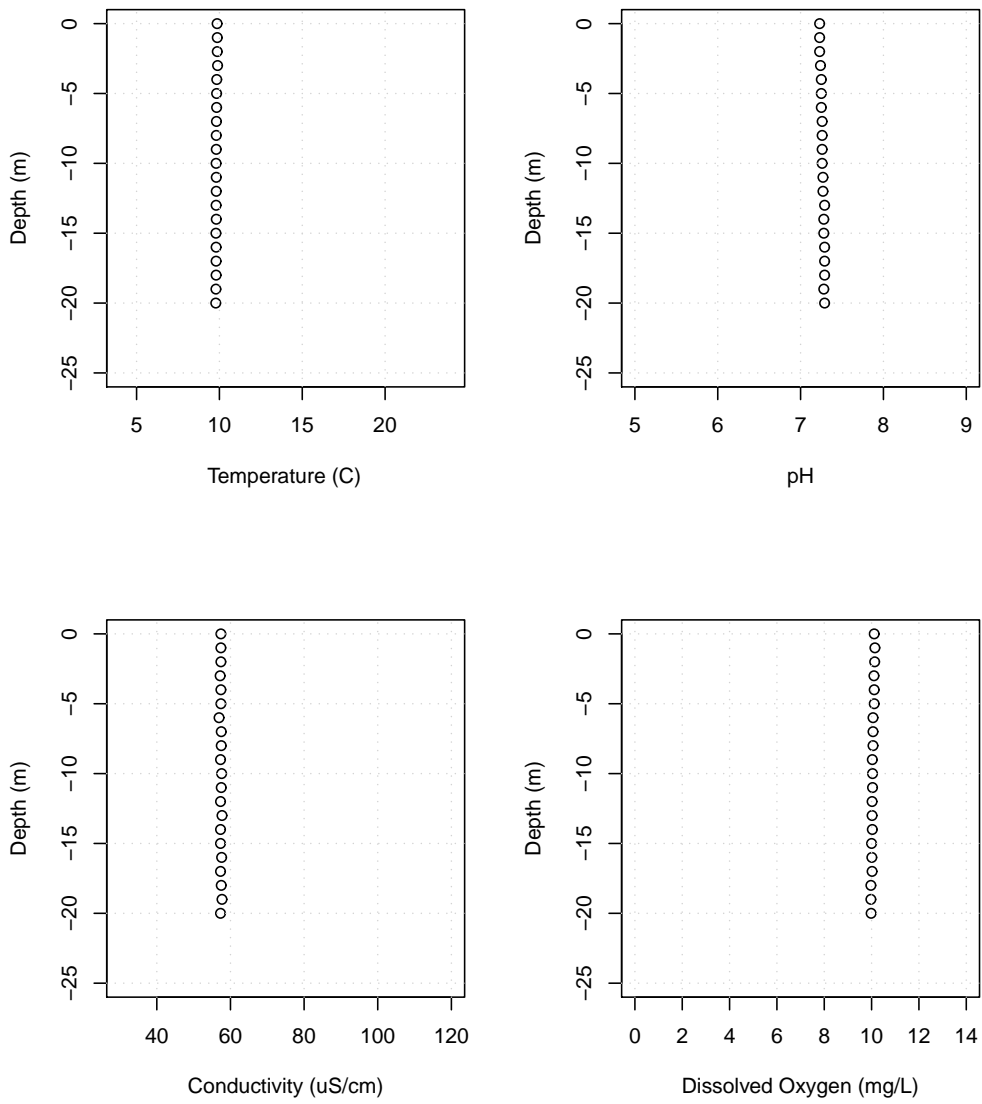 0
−5
−10
−15
−20
−25
Depth (m)
5 10 15 20
Temperature (C)
0
−5
−10
−15
−20
−25
Depth (m)
5 6 7 8 9
pH
0
−5
−10
−15
−20
−25
Depth (m)
40 60 80 100 120
Conductivity (uS/cm)
0
−5
−10
−15
−20
−25
Depth (m)
0 2 4 6 8 10 12 14
Dissolved Oxygen (mg/L)